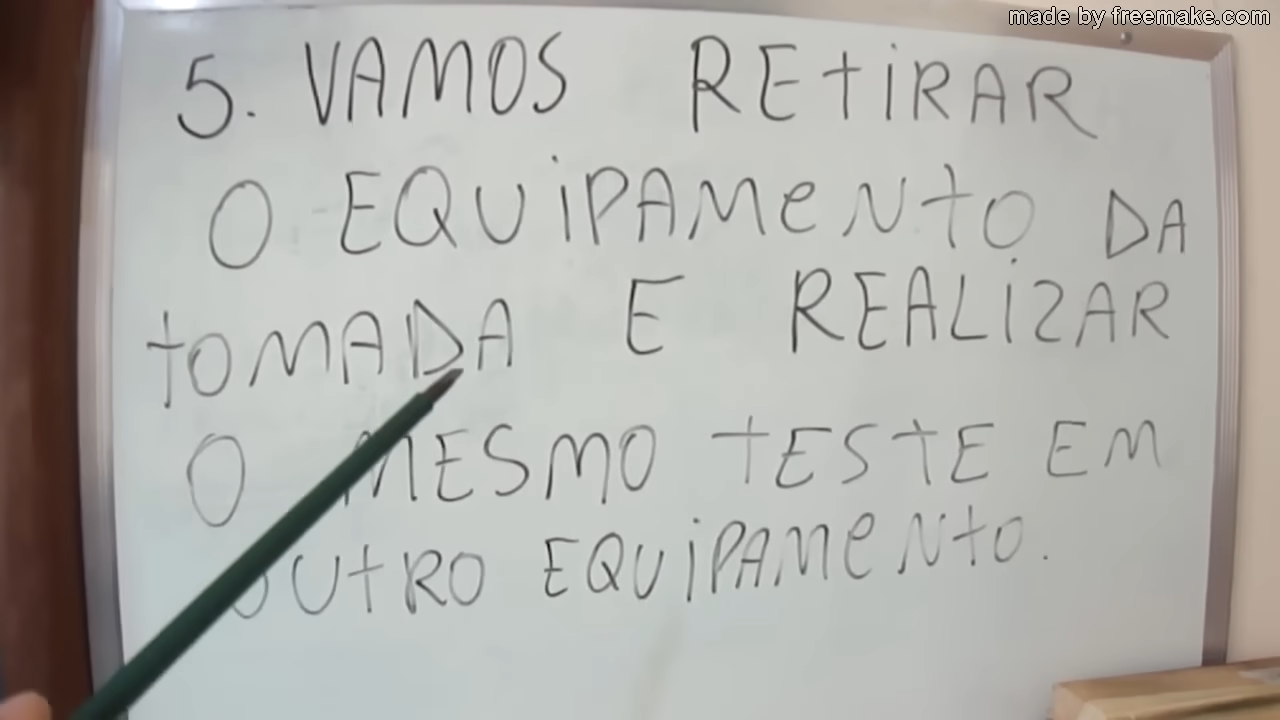 made by freemake.com
5. VAMOS RETIRAR
O EQUIPAMENTO DA
TOMADA E REALIZAR
O MESMO TESTE EM
OUTRO EQUIPAMENTO.